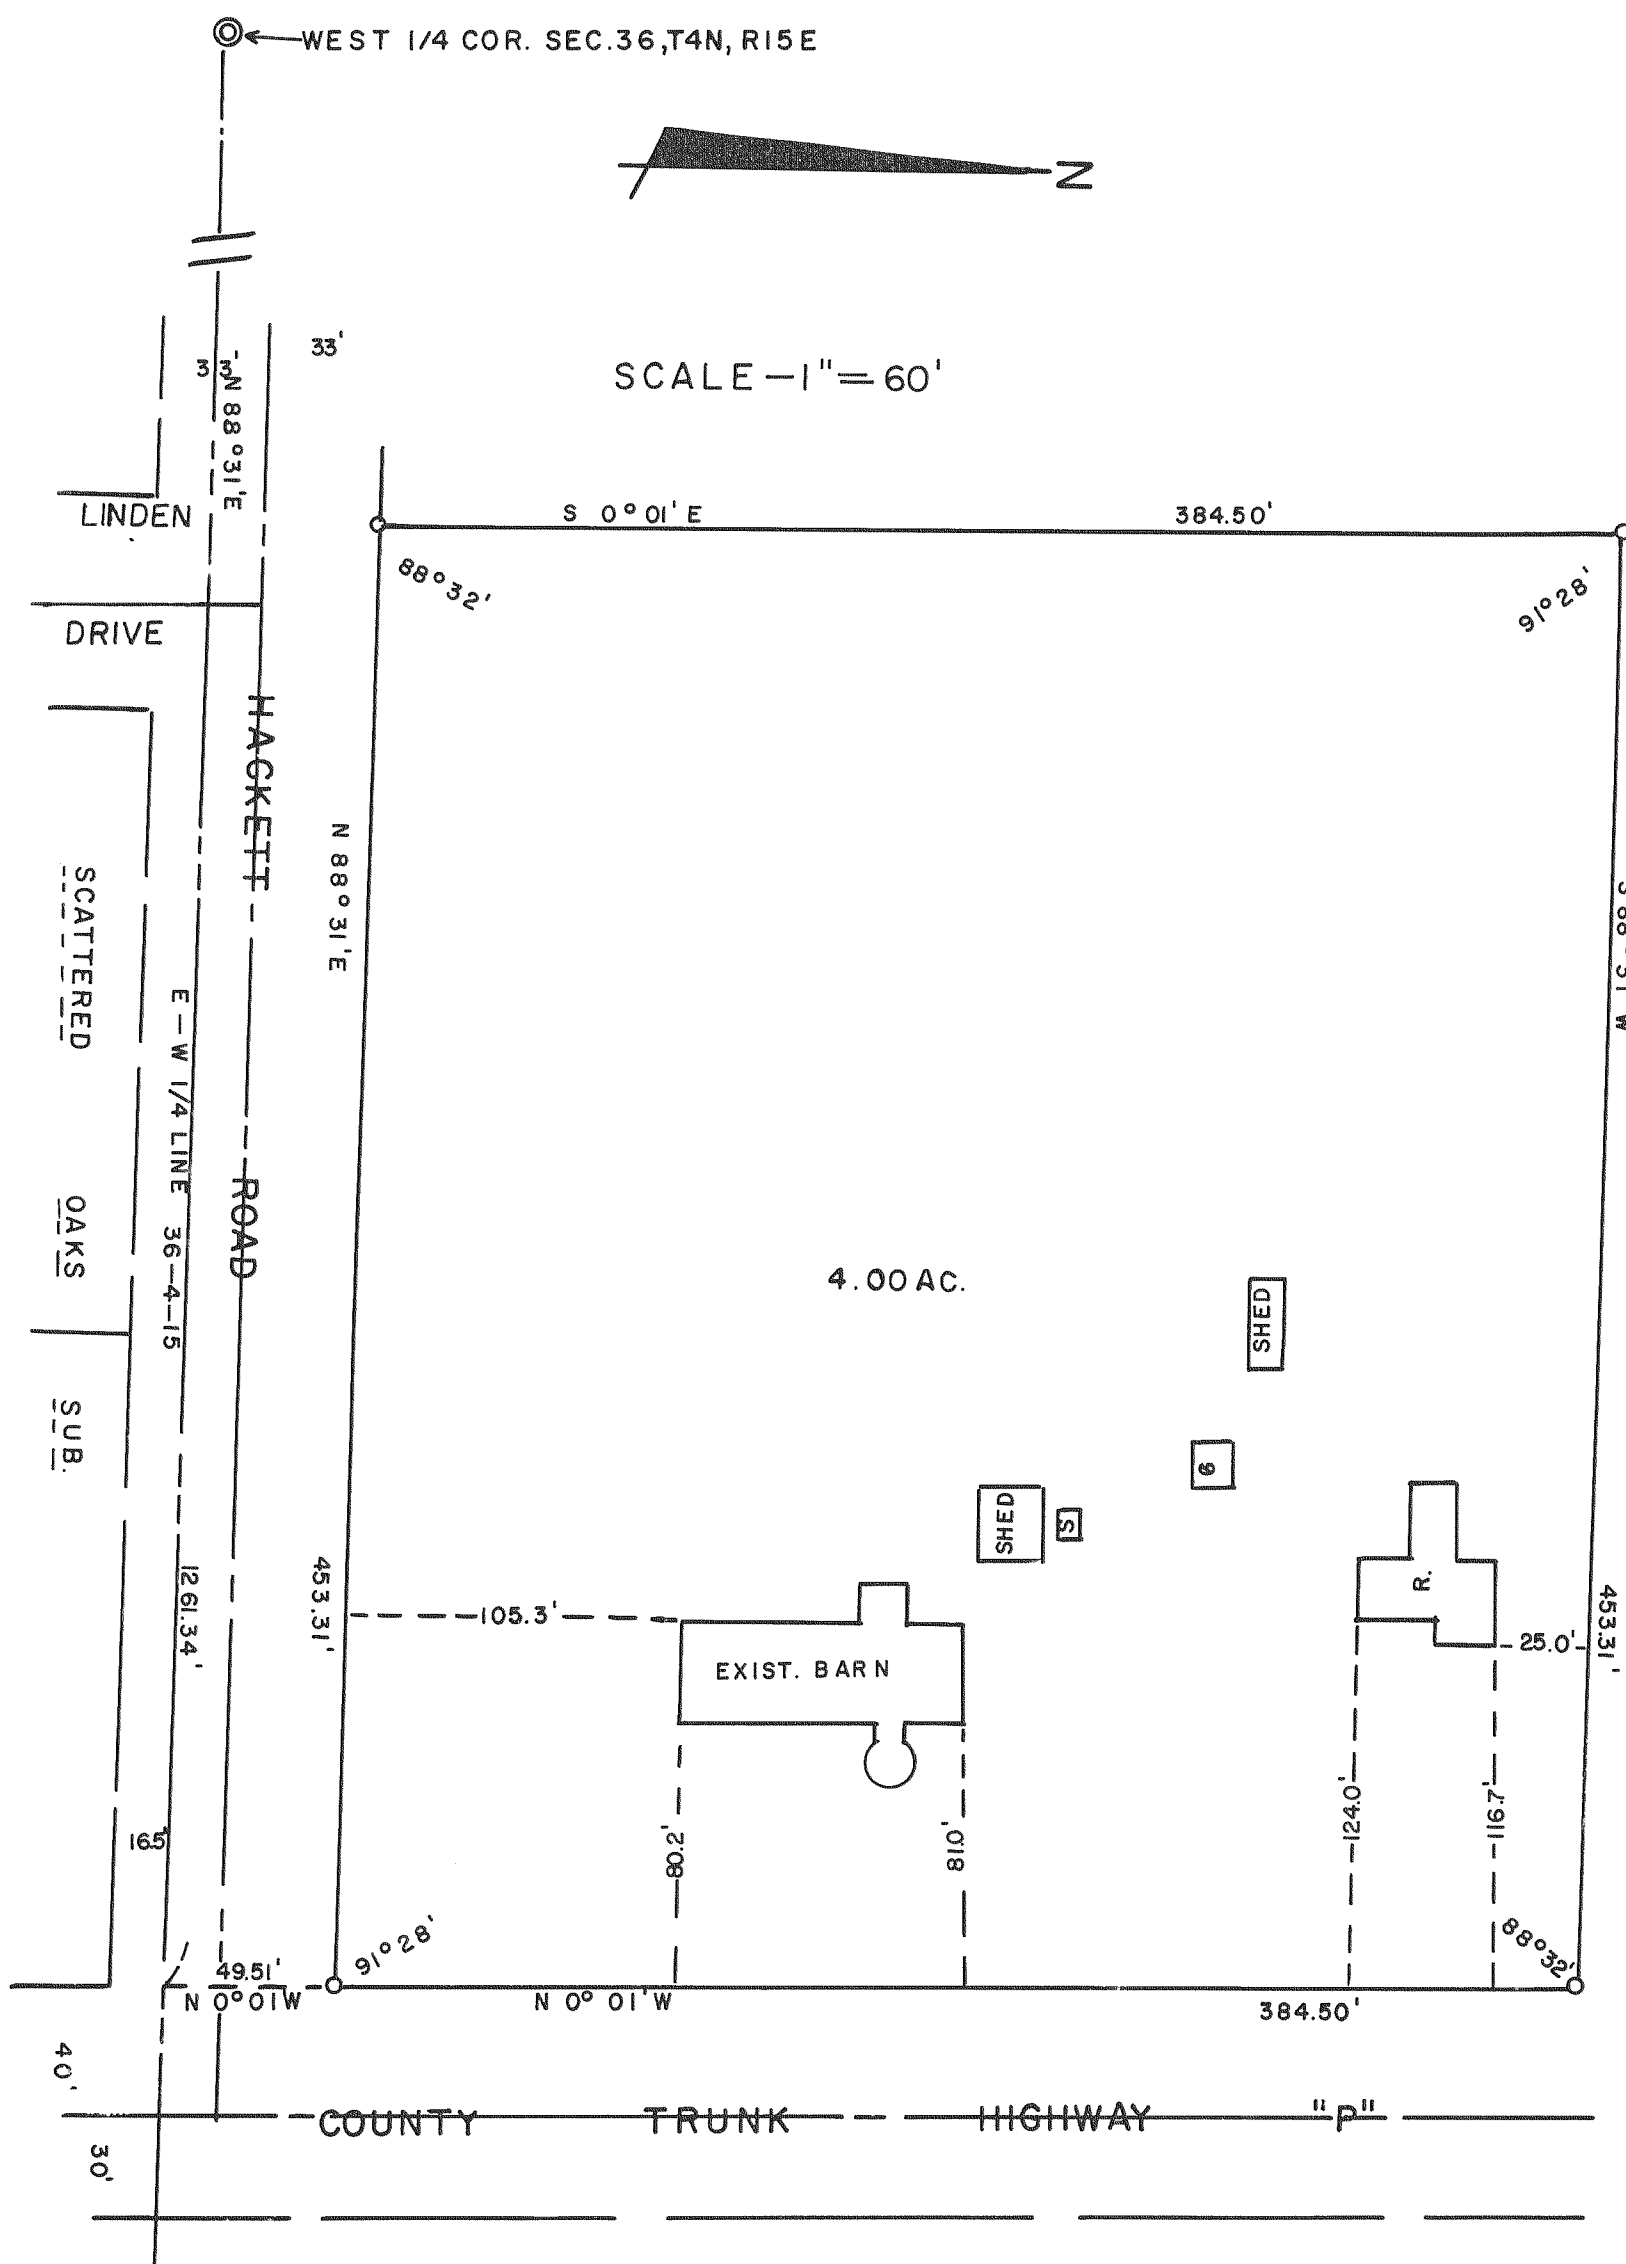 WEST 1/4 COR. SEC.36,T4N, R15E
N
33'
33'
N 88°31'E
SCALE-1"=60'
LINDEN
DRIVE
S 0°01'E
384.50'
88°32'
91°28'
HACKETT
ROAD
N 88°31'E
S 88°31'W
SCATTERED
OAKS
SUB.
E-W 1/4 LINE 36-4-15
1261.34'
453.31'
4.00 AC.
SHED
SHED
S
R.
105.3'
EXIST. BARN
25.0'
453.31'
16.5'
80.2'
81.0'
124.0'
116.7'
91°28'
88°32'
49.51'
N 0°01'W
N 0°01'W
384.50'
40'
30'
COUNTY TRUNK HIGHWAY "P"